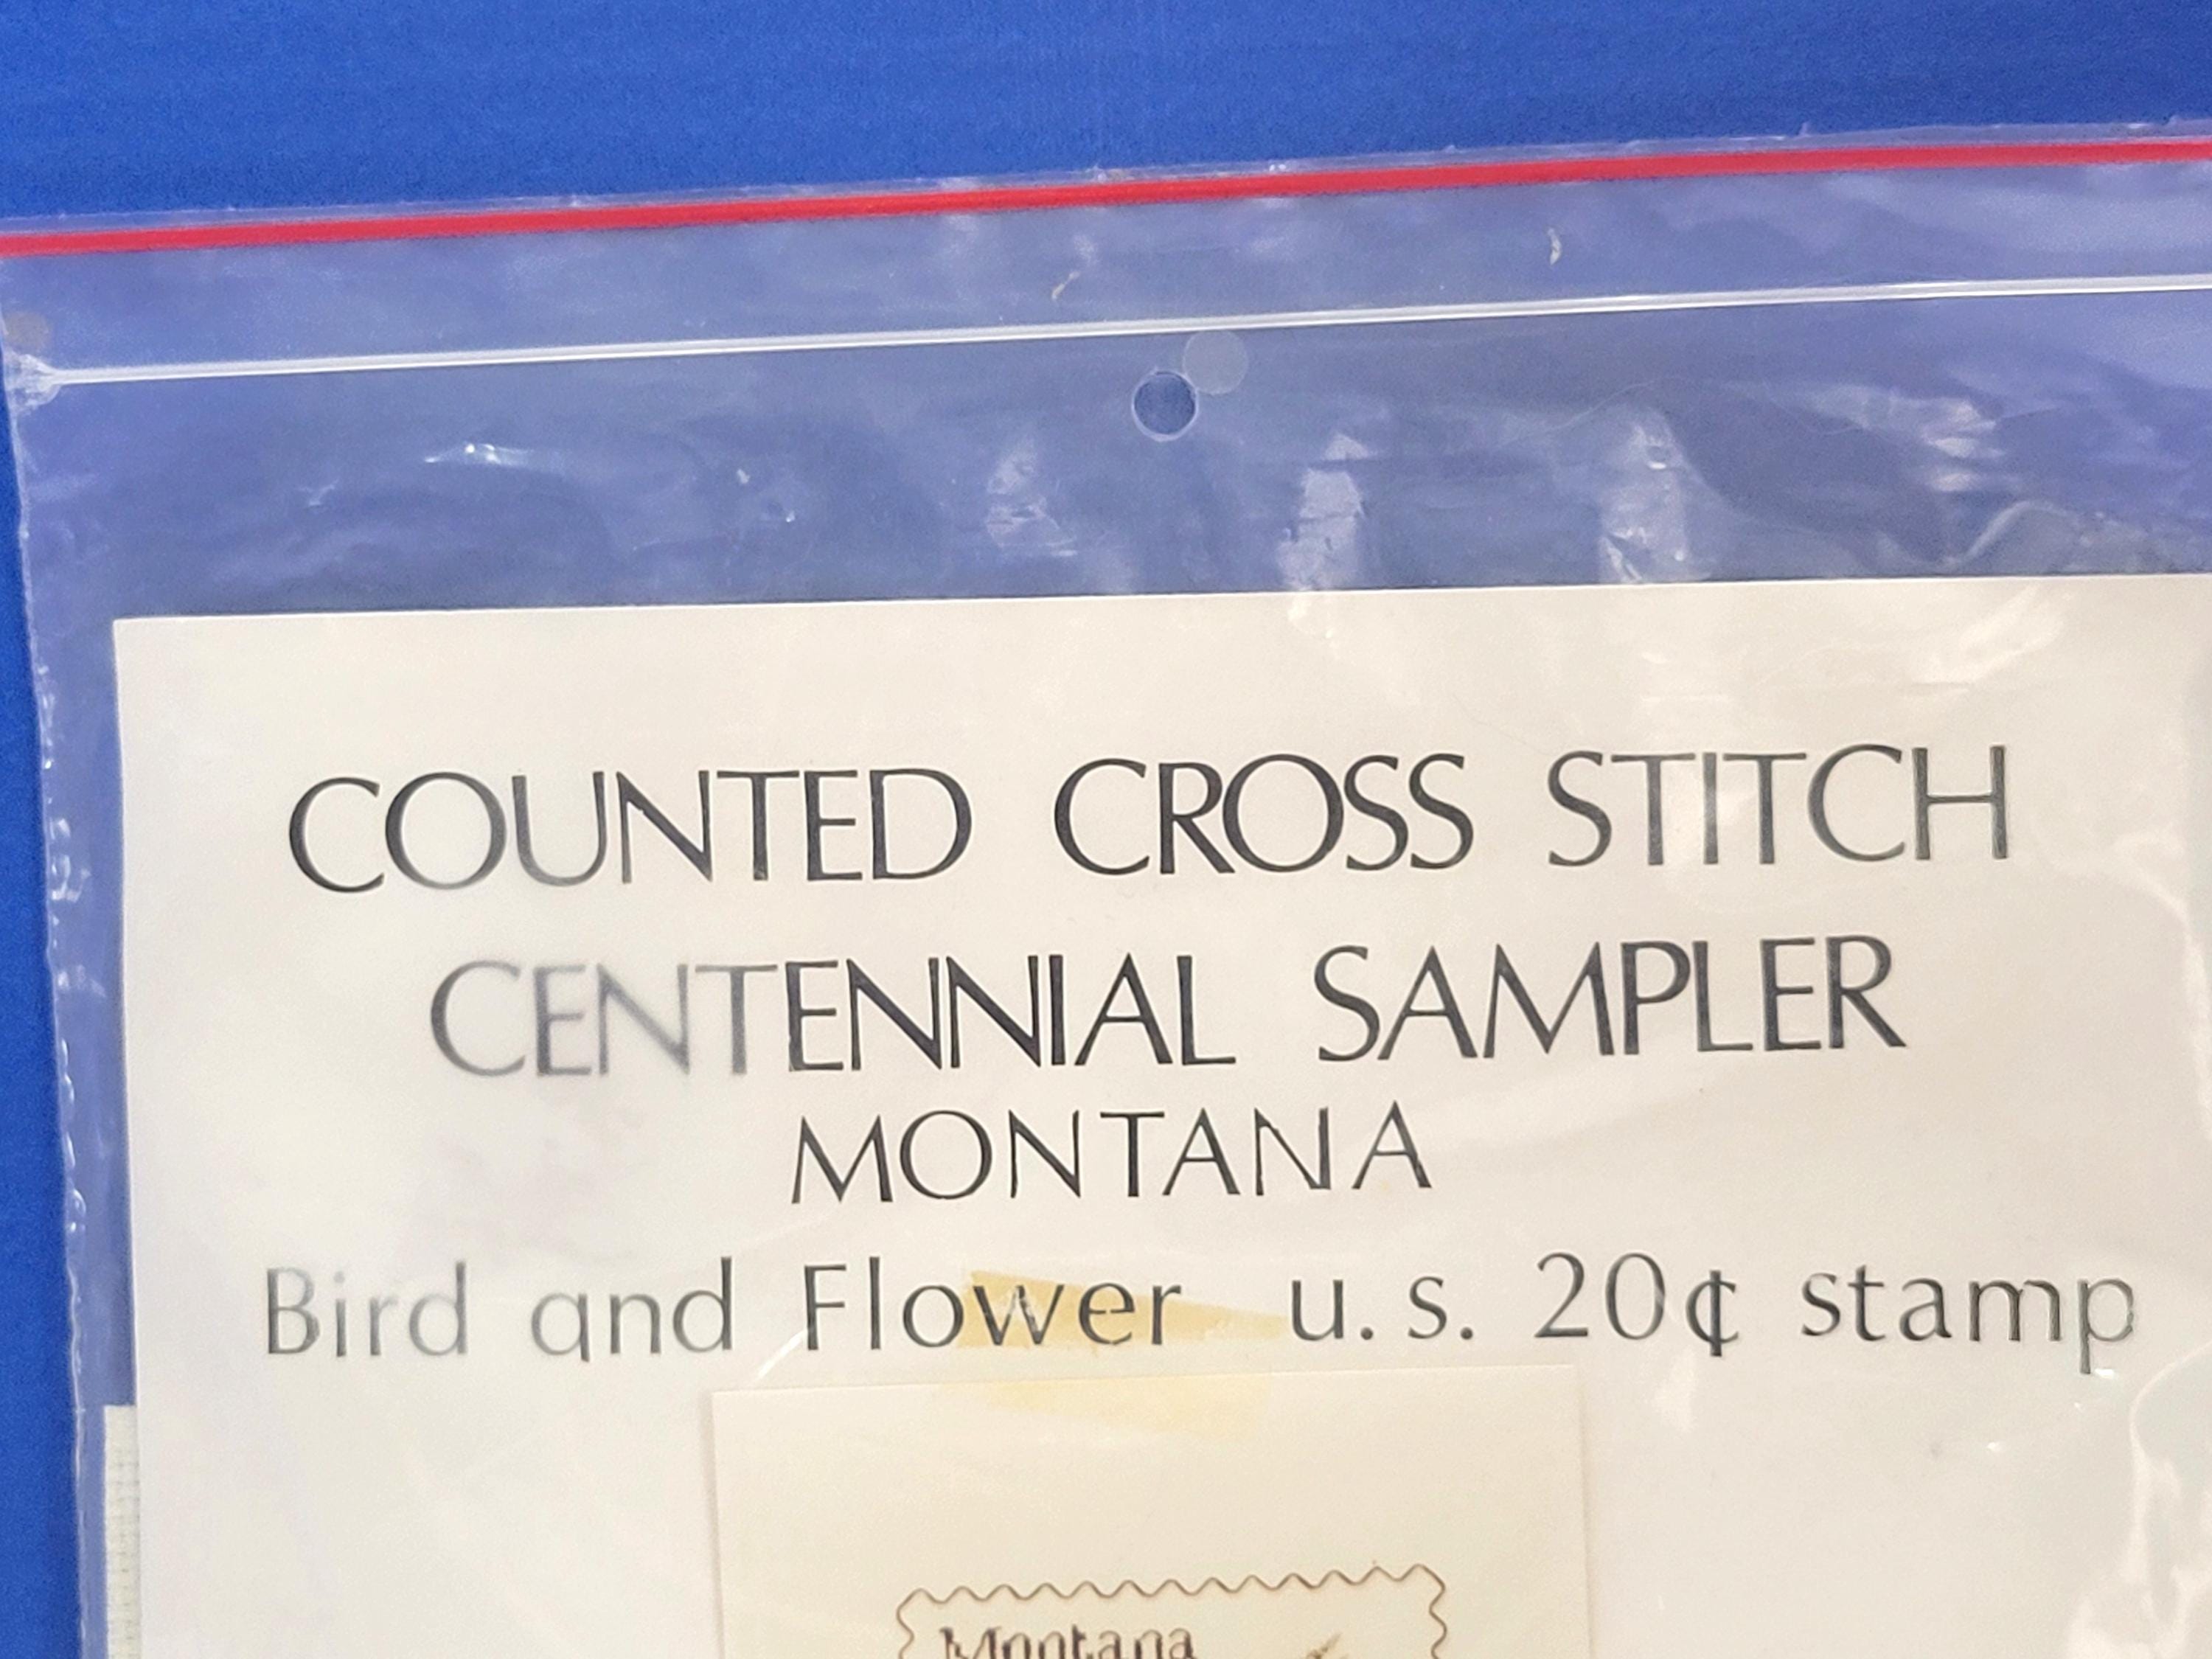 COUNTED CROSS STITCH
CENTENNIAL SAMPLER
MONTANA
Bird and Flower u.s. 20¢ stamp
Montana